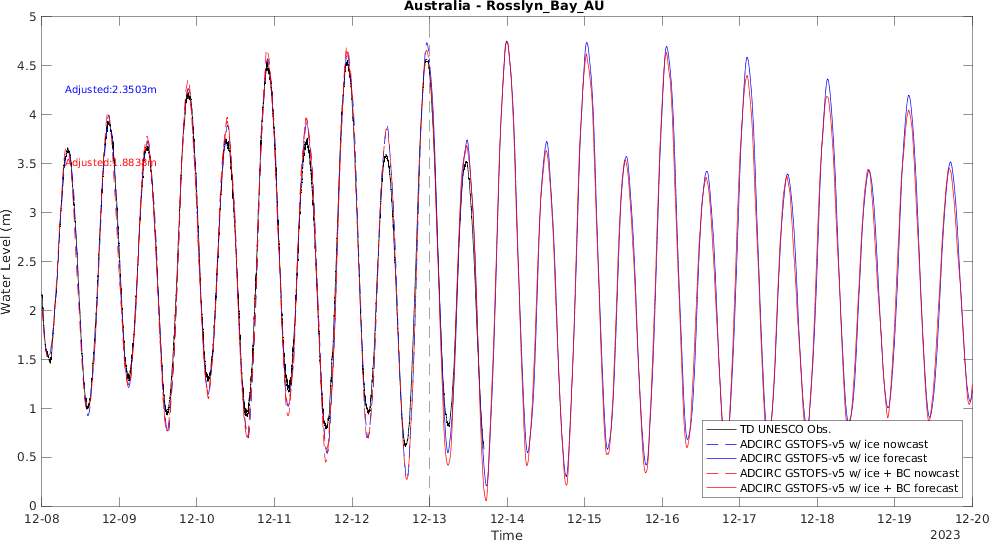 Australia - Rosslyn_Bay_AU
Water Level (m)
5
4.5
4
3.5
3
2.5
2
1.5
1
0.5
0
Adjusted:2.3503m
TD UNESCO Obs.
ADCIRC GSTOFS-v5 w/ ice nowcast
ADCIRC GSTOFS-v5 w/ ice forecast
ADCIRC GSTOFS-v5 w/ ice + BC nowcast
ADCIRC GSTOFS-v5 w/ ice + BC forecast
12-08 12-09 12-10 12-11 12-12 12-13 12-14 12-15 12-16 12-17 12-18 12-19 12-20
Time
2023